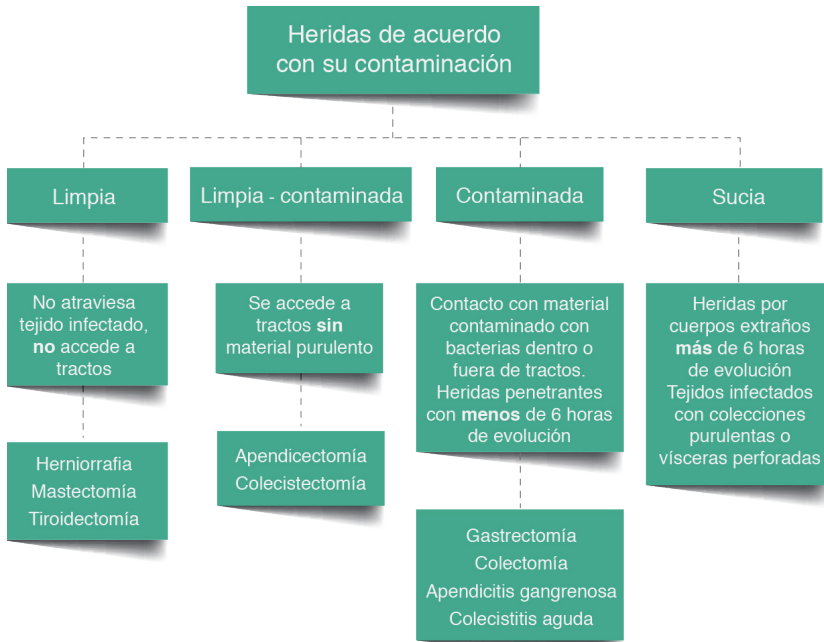 Heridas de acuerdo
con su contaminación
Limpia
Limpia - contaminada
Contaminada
Sucia
No atraviesa
tejido infectado,
no accede a
tractos
Se accede a
tractos sin
material purulento
Contacto con material
contaminado con
bacterias dentro o
fuera de tractos.
Heridas penetrantes
con menos de 6 horas
de evolución
Heridas por
cuerpos extraños
más de 6 horas
de evolución
Tejidos infectados
con colecciones
purulentas o
vísceras perforadas
Herniorrafia
Mastectomía
Tiroidectomía
Apendicectomía
Colecistectomía
Gastrectomía
Colectomía
Apendicitis gangrenosa
Colecistitis aguda